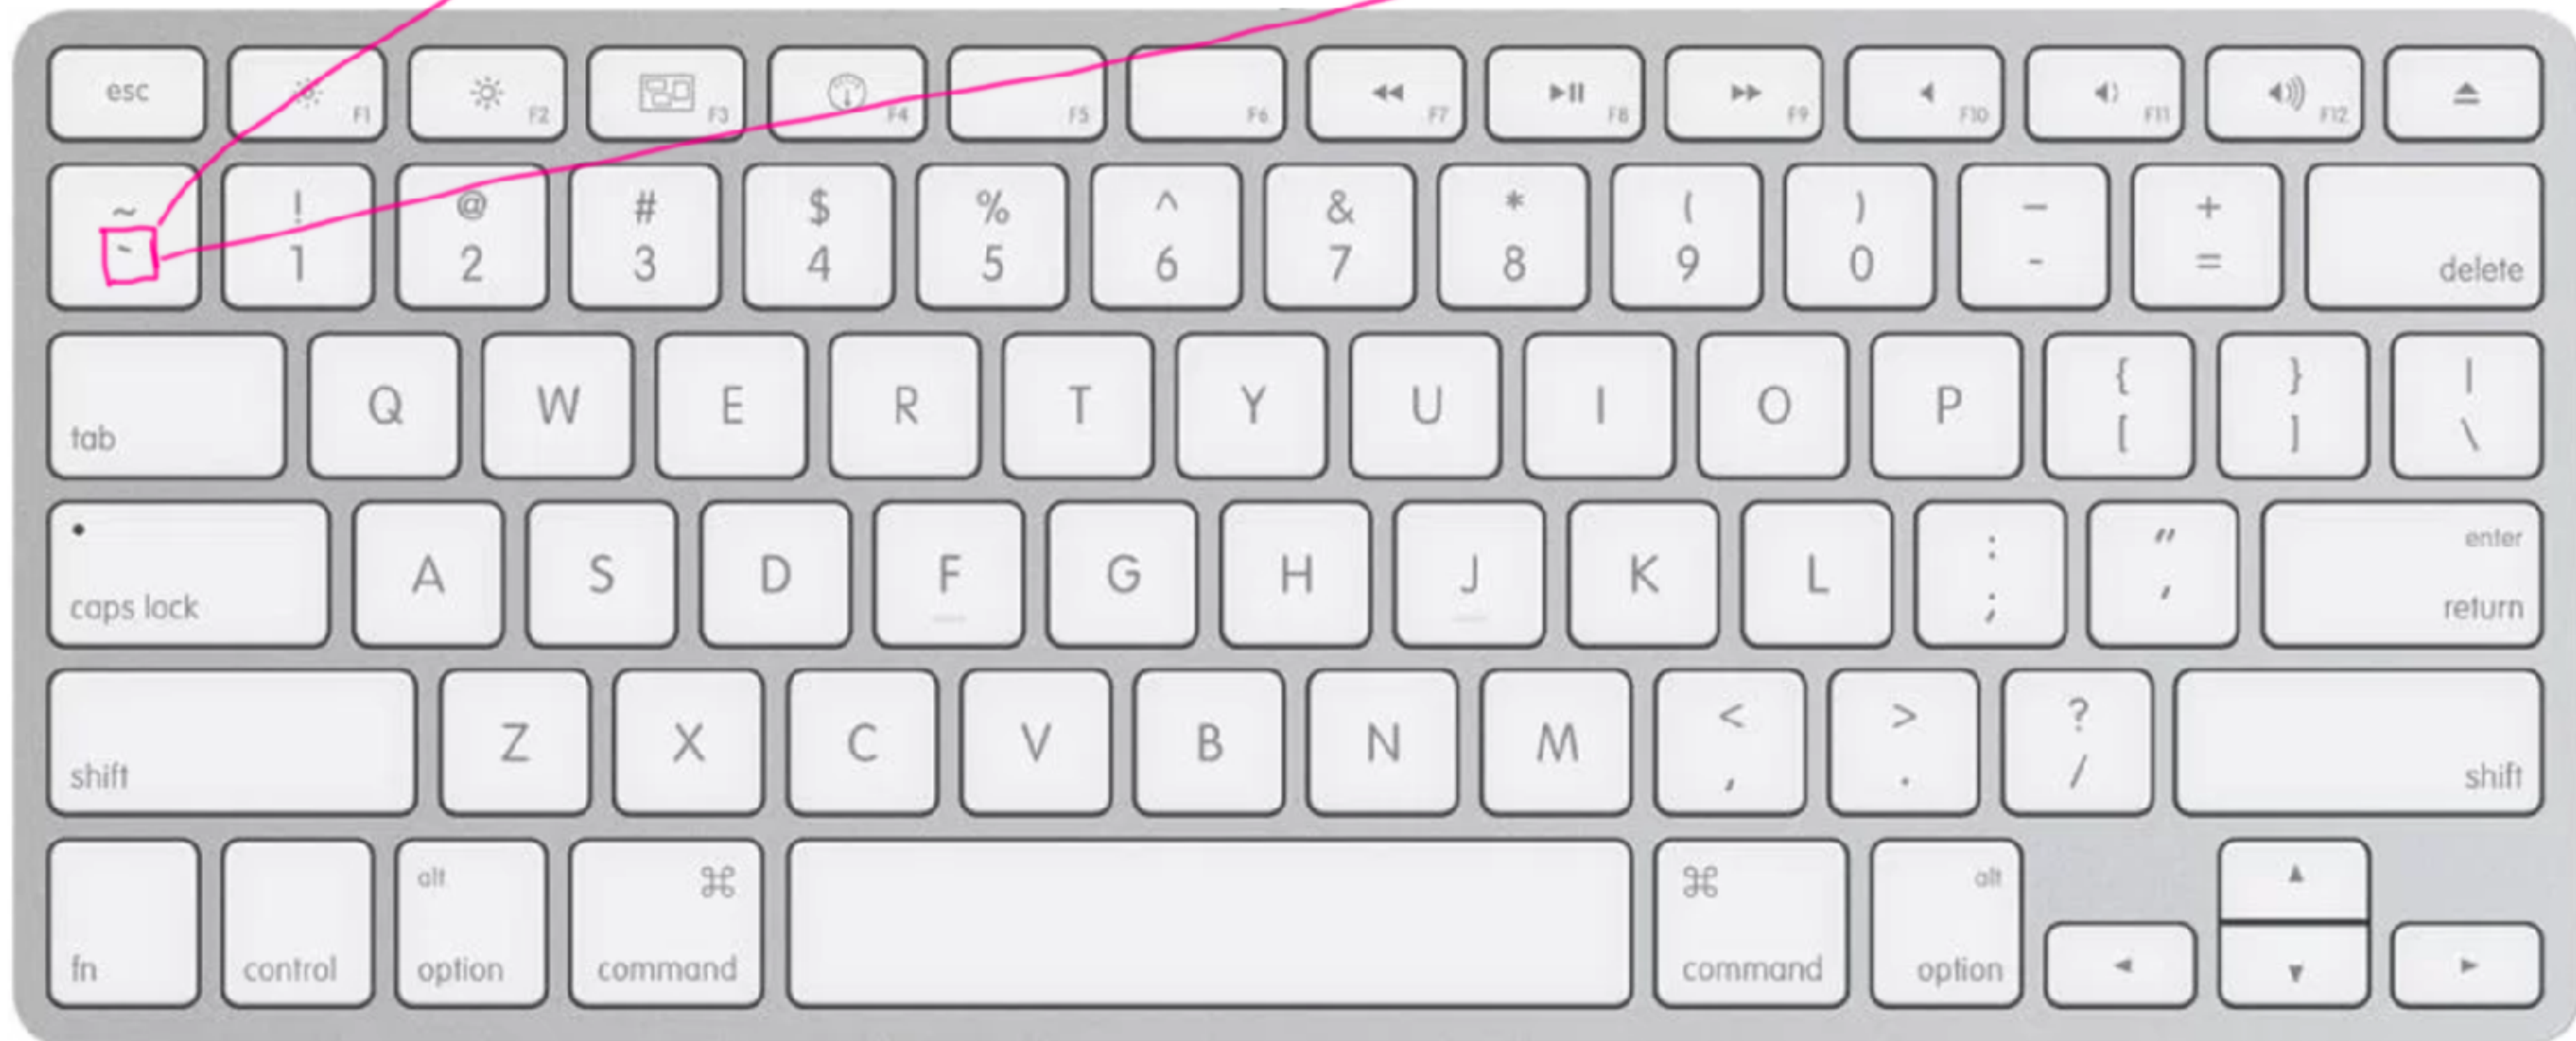 esc F1 F2 F3 F4 F5 F6 F7 F8 F9 F10 F11 F12
~ ! @ # $ % ^ & * ( ) — +
` 1 2 3 4 5 6 7 8 9 0 - = delete
tab Q W E R T Y U I O P { } |
[ ] \
caps lock A S D F G H J K L : " enter
; ' return
shift Z X C V B N M < > ? shift
, . /
alt ⌘ ⌘ alt
fn control option command command option